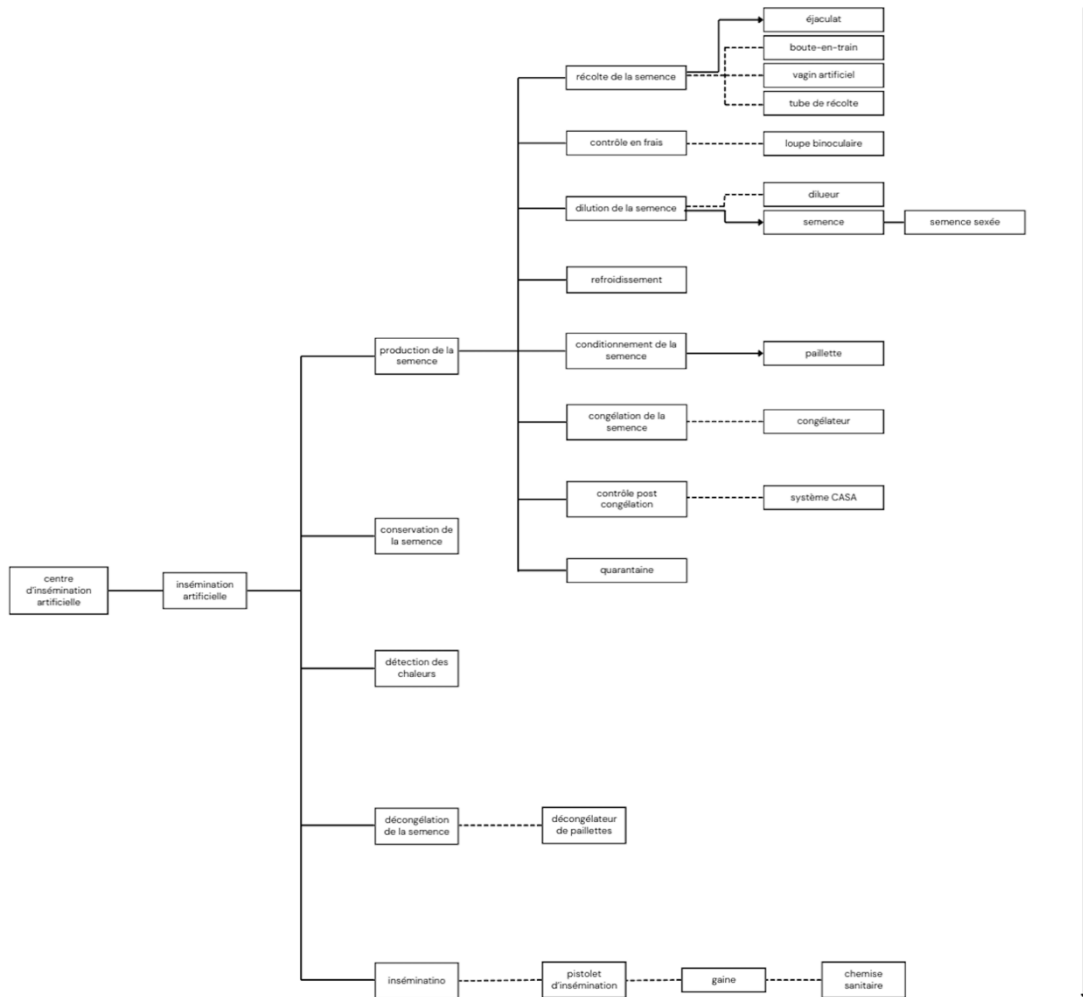 éjaculat
boute-en-train
récolte de la semence
vagin artificiel
tube de récolte
contrôle en frais
loupe binoculaire
dilueur
dilution de la semence
semence
semence sexée
refroidissement
production de la
semence
conditionnement de la
semence
paillette
congélation de la
semence
congélateur
contrôle post
congélation
système CASA
conservation de
la semence
quarantaine
centre
d'insémination
artificielle
insémination
artificielle
détection des
chaleurs
décongélation
de la semence
décongélateur
de paillettes
inséminatino
pistolet
d'insémination
gaine
chemise
sanitaire